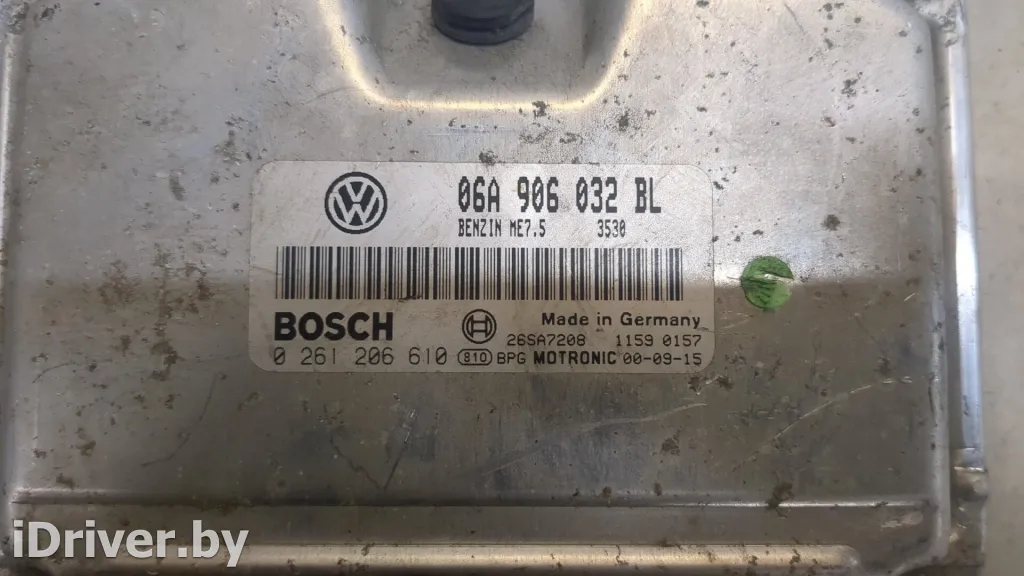 VW
06A 906 032 BL
BENZIN ME7.5 3530
BOSCH Made in Germany
26SA7208 1159 0157
0 261 206 610 810 BPG MOTRONIC 00-09-15
iDriver.by